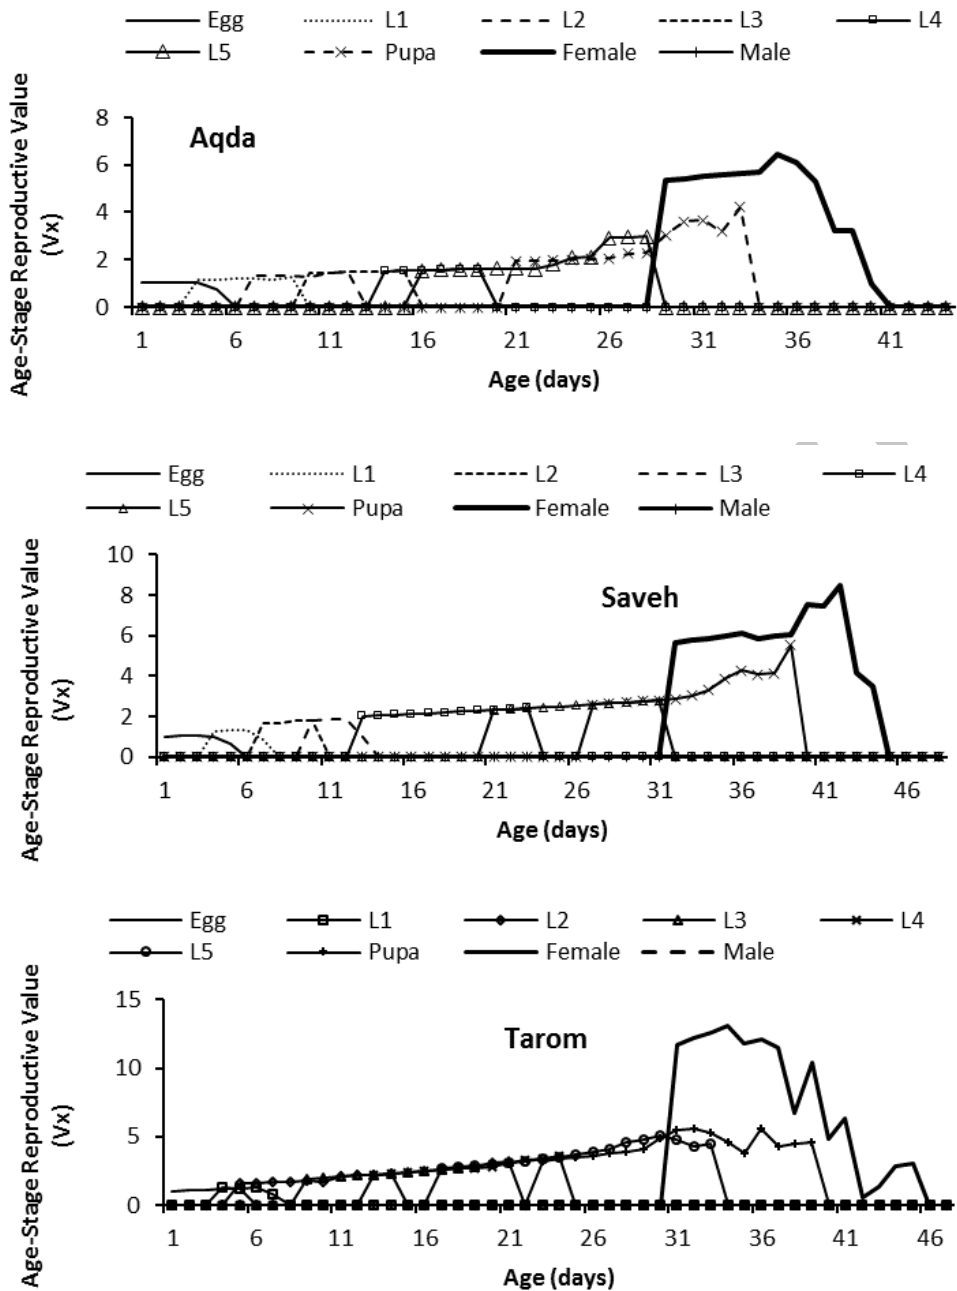 Egg L1 L2 L3 L4
L5 Pupa Female Male
Age-Stage Reproductive Value
(Vx)
Aqda
8
6
4
2
0
1 6 11 16 21 26 31 36 41
Age (days)
Egg L1 L2 L3 L4
L5 Pupa Female Male
Age-Stage Reproductive Value
(Vx)
Saveh
10
8
6
4
2
0
1 6 11 16 21 26 31 36 41 46
Age (days)
Egg L1 L2 L3 L4
L5 Pupa Female Male
Age-Stage Reproductive Value
(Vx)
Tarom
15
10
5
0
1 6 11 16 21 26 31 36 41 46
Age (days)